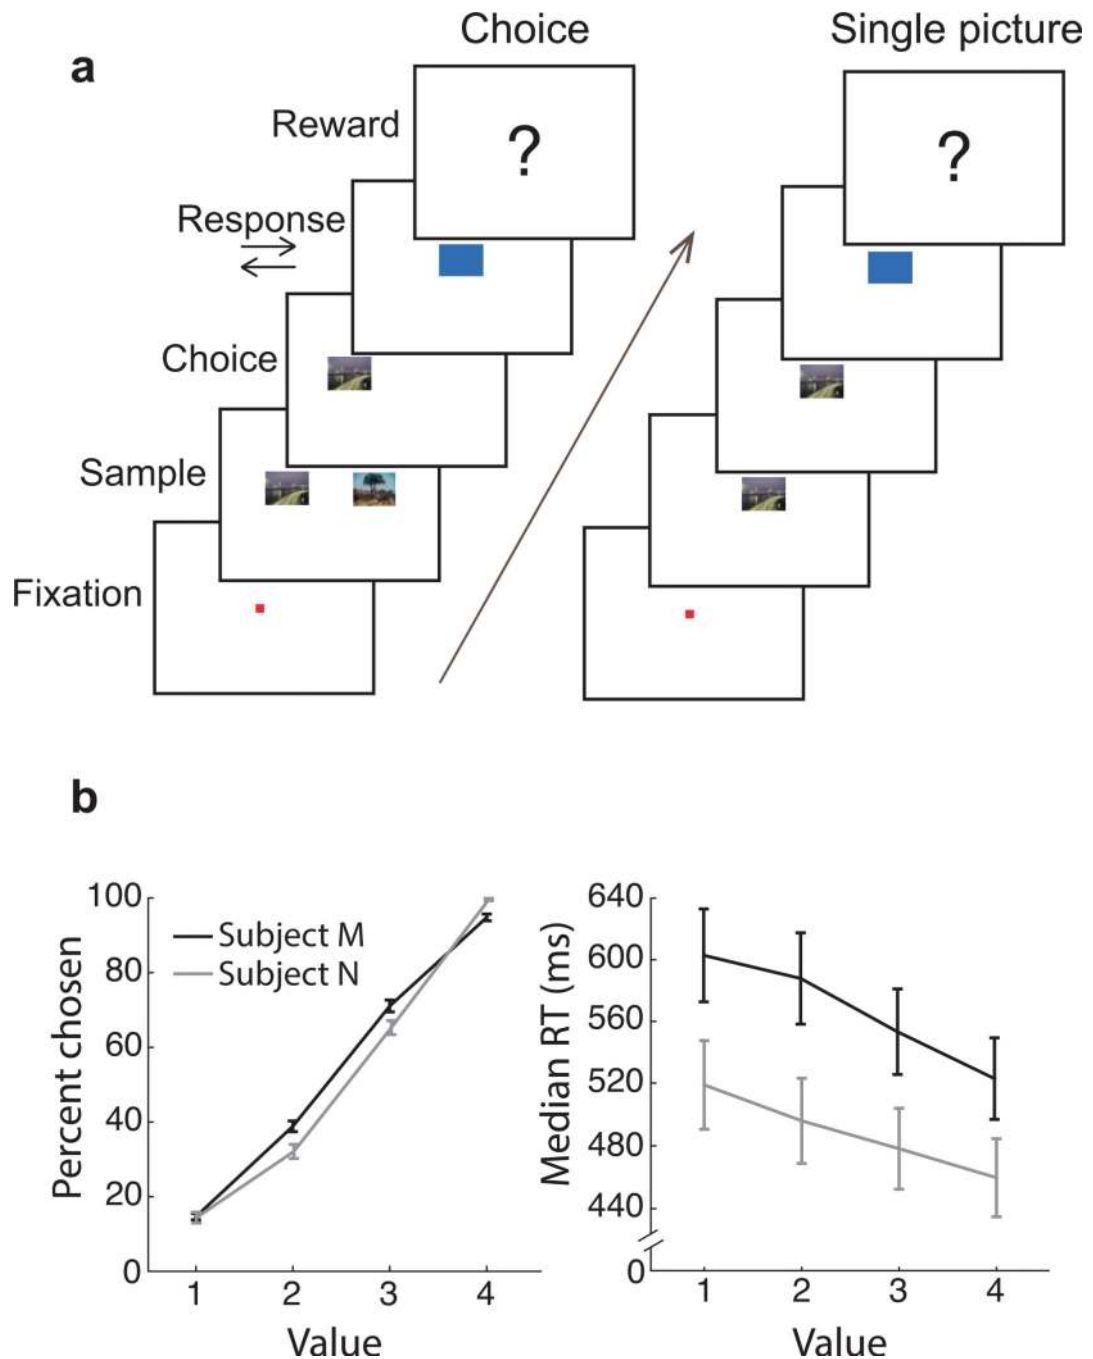 a
Choice
Single picture
Reward
?
?
Response
Choice
Sample
Fixation
b
100
80
60
40
20
0
Percent chosen
Subject M
Subject N
1 2 3 4
Value
640
600
560
520
480
440
0
Median RT (ms)
1 2 3 4
Value